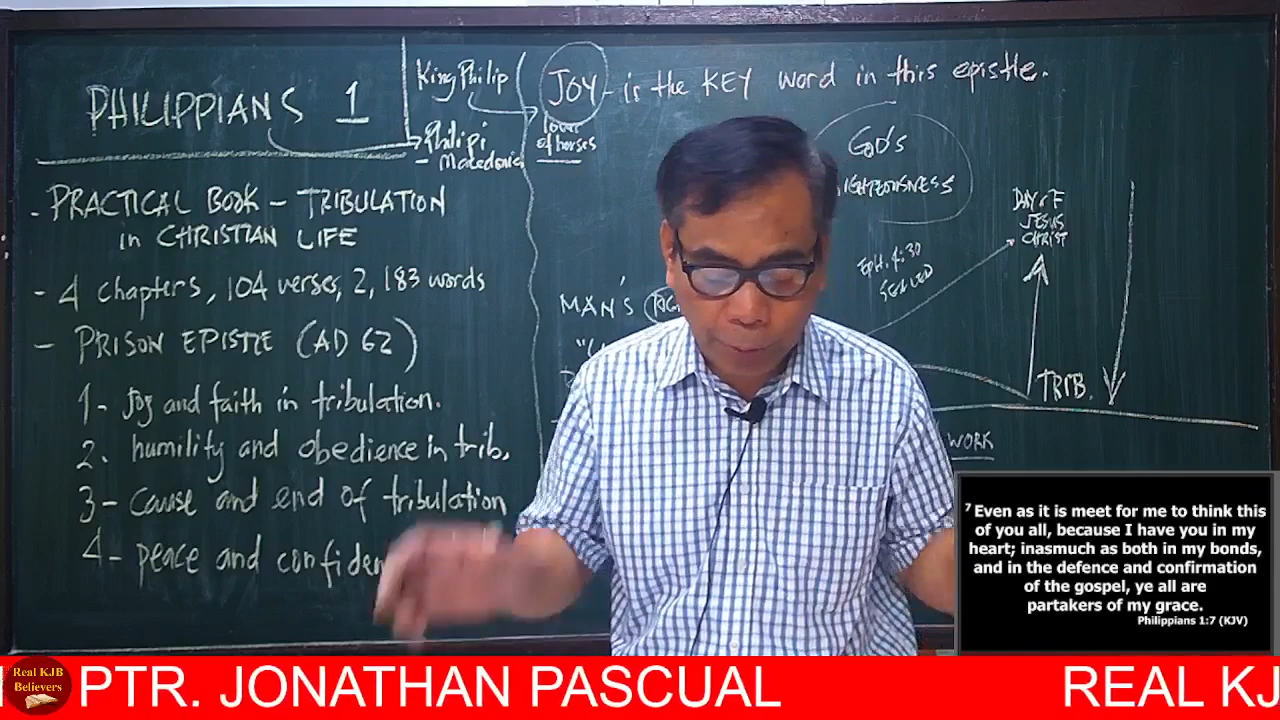 PHILIPPIANS 1
King Philip
Philipi
- Macedonia
lover
of horses
JOY - is the KEY word in this epistle.
- PRACTICAL BOOK - TRIBULATION
in CHRISTIAN LIFE
- 4 chapters, 104 verses, 2,183 words
- PRISON EPISTLE (AD 62)
1- joy and faith in tribulation.
2. humility and obedience in trib.
3- cause and end of tribulation
4- peace and
GOD'S
MAN'S
Eph. 4:30
SEALED
DAY OF
JESUS
CHRIST
TRIB.
WORK
7 Even as it is meet for me to think this
of you all, because I have you in my
heart; inasmuch as both in my bonds,
and in the defence and confirmation
of the gospel, ye all are
partakers of my grace.
Philippians 1:7 (KJV)
Real KJB
Believers
PTR. JONATHAN PASCUAL
REAL KJ